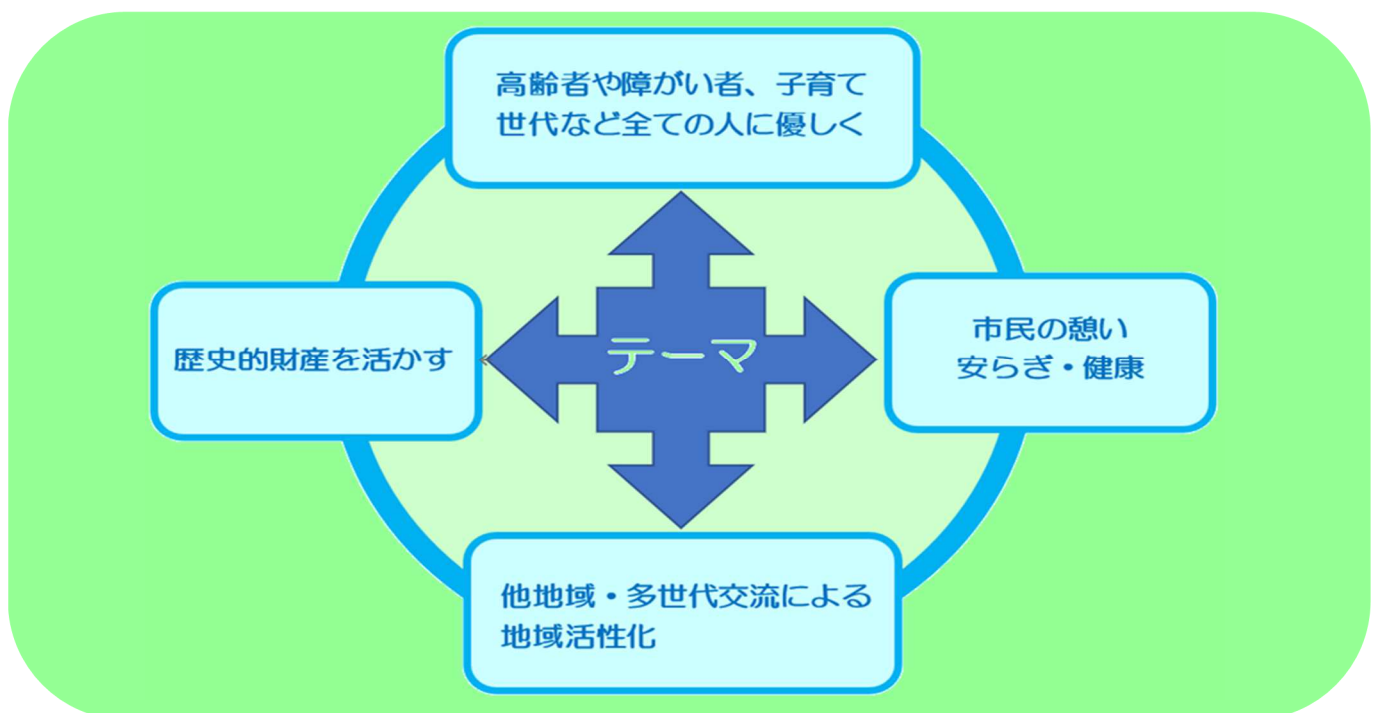 高齢者や障がい者、子育て
世代など全ての人に優しく
歴史的財産を活かす
テーマ
市民の憩い
安らぎ・健康
他地域・多世代交流による
地域活性化